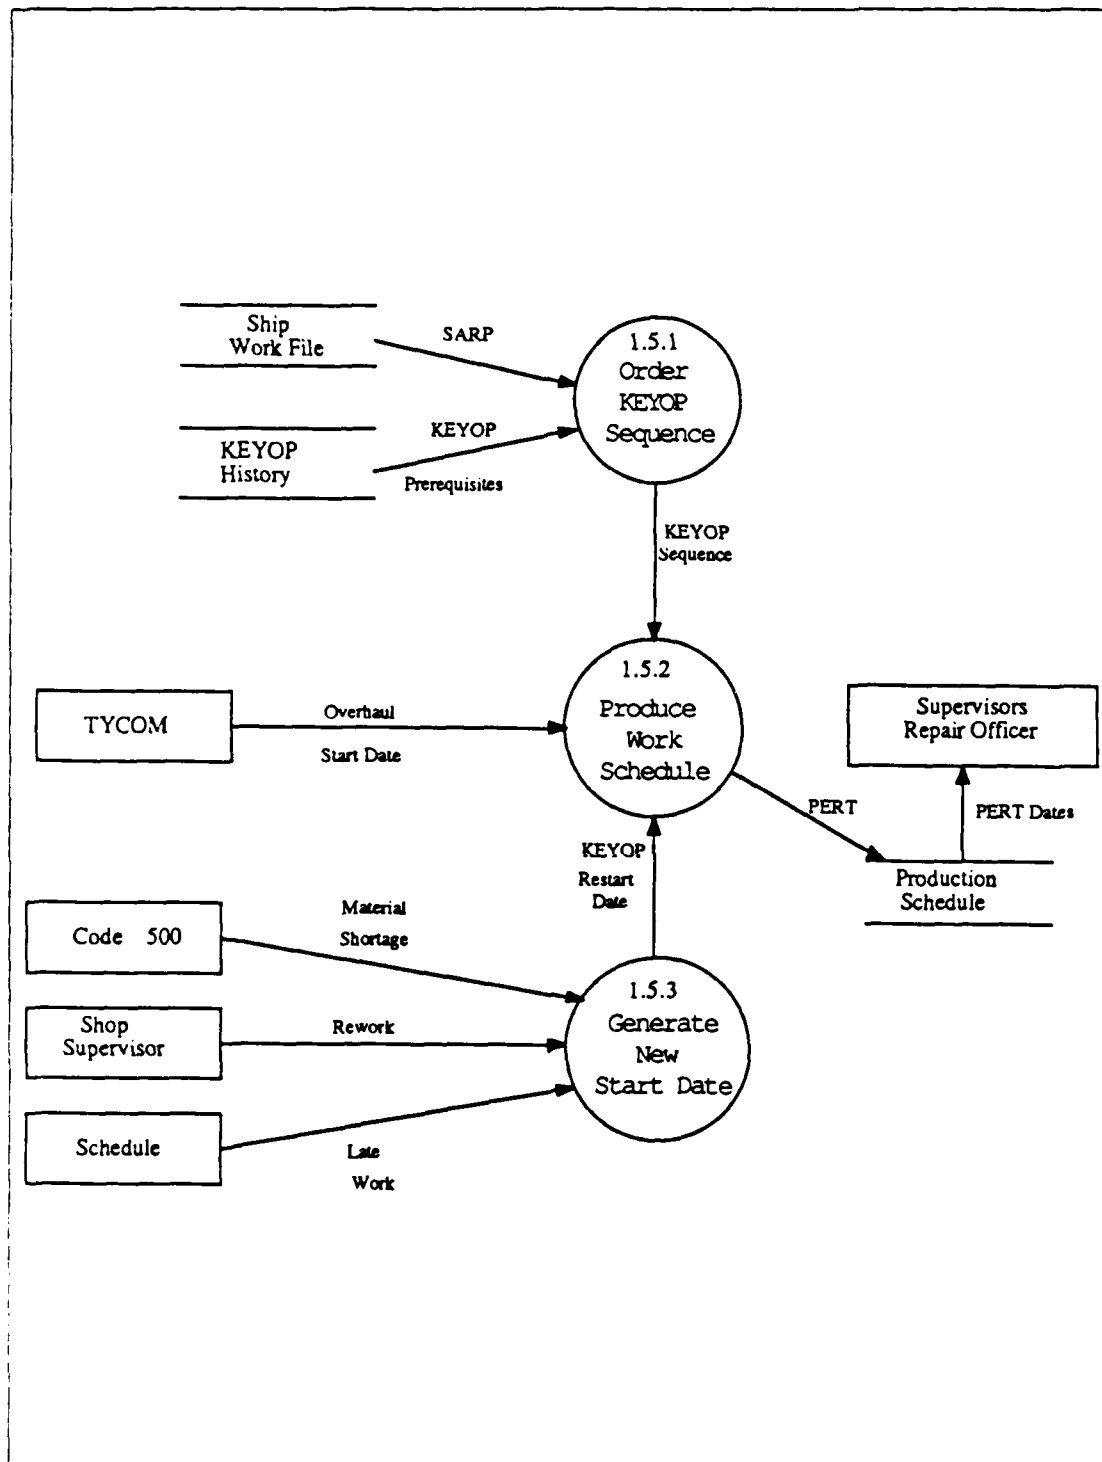 Ship
Work File
SARP
KEYOP
History
KEYOP
Prerequisites
1.5.1
Order
KEYOP
Sequence
KEYOP
Sequence
TYCOM
Overhaul
Start Date
1.5.2
Produce
Work
Schedule
Supervisors
Repair Officer
PERT
PERT Dates
Production
Schedule
KEYOP
Restart
Date
Code 500
Material
Shortage
Shop
Supervisor
Rework
Schedule
Late
Work
1.5.3
Generate
New
Start Date